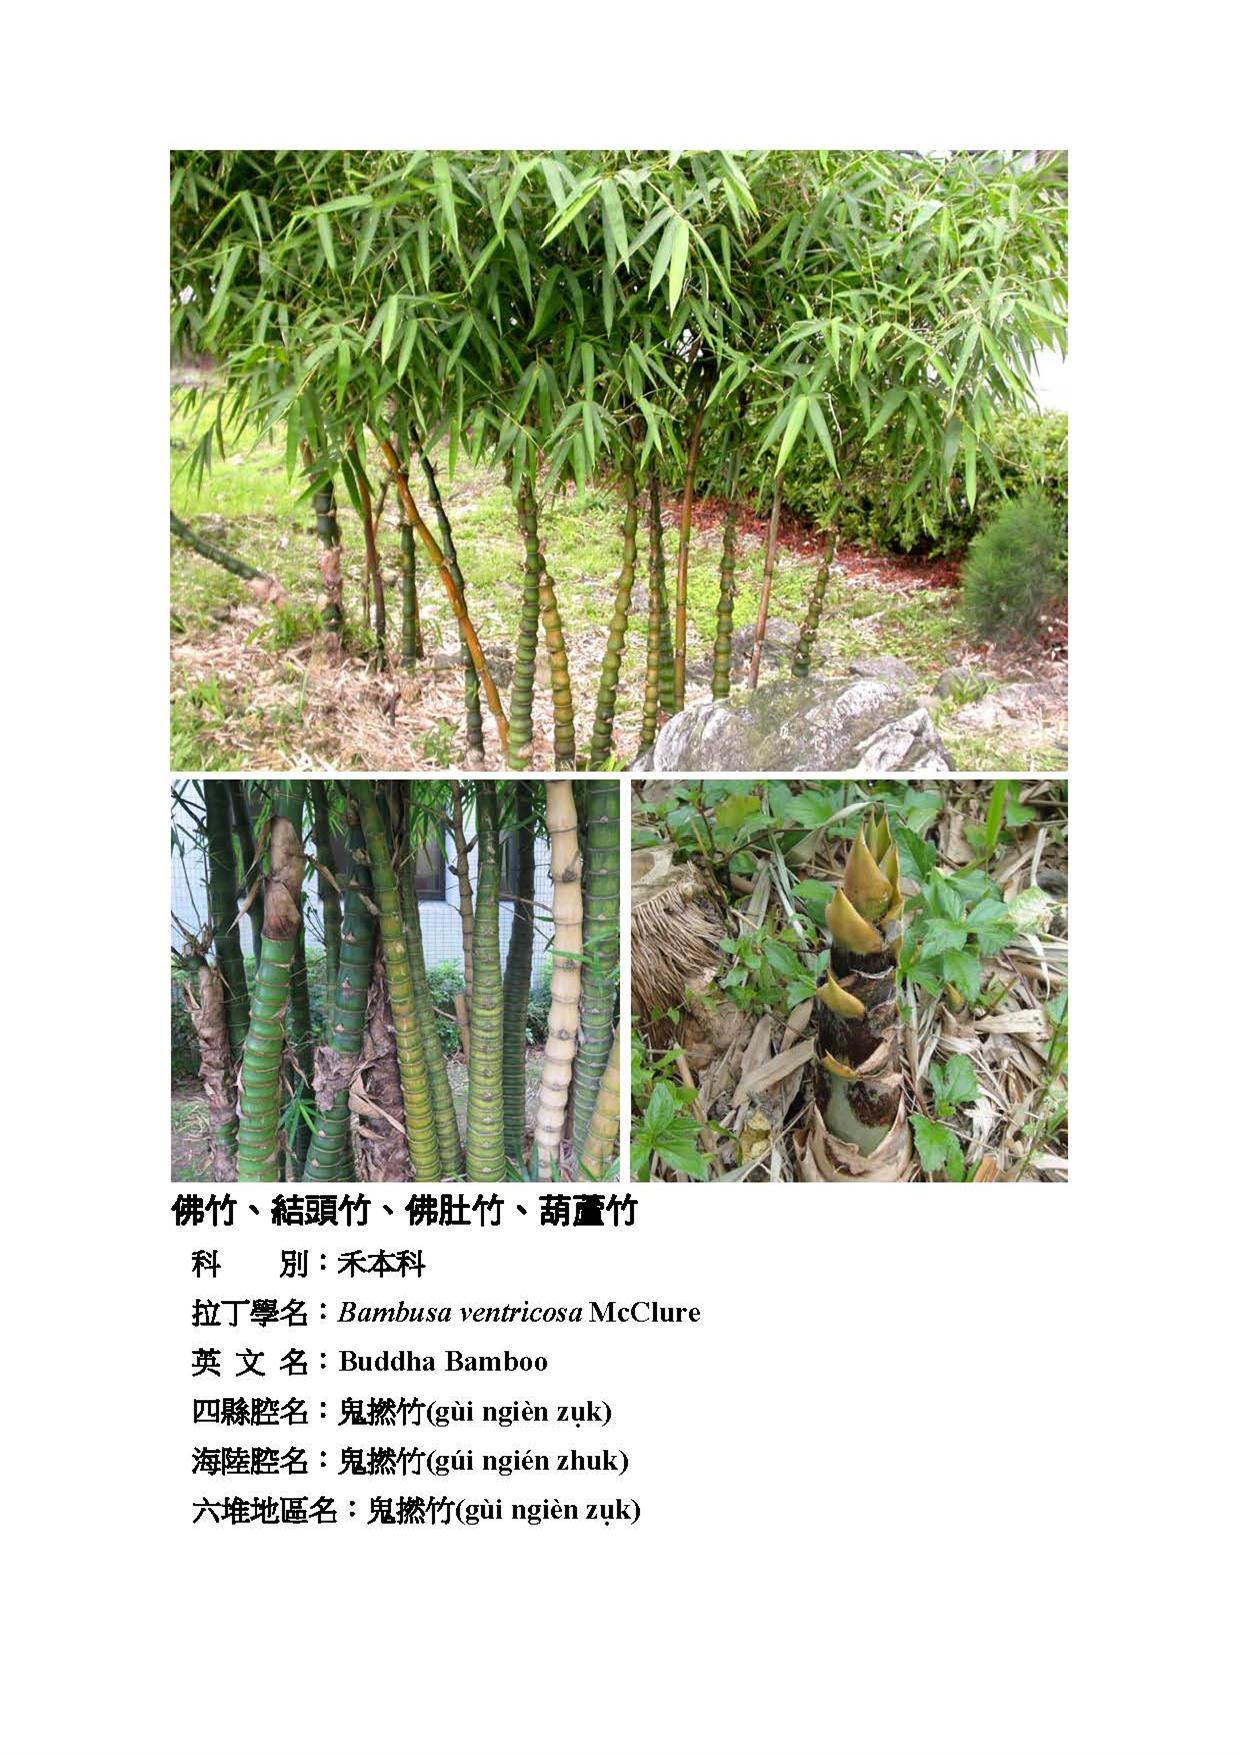 佛竹、結頭竹、佛肚竹、葫蘆竹
科　　別：禾本科
拉丁學名：Bambusa ventricosa McClure
英 文 名：Buddha Bamboo
四縣腔名：鬼撚竹(gùi ngièn zụk)
海陸腔名：鬼撚竹(gúi ngién zhuk)
六堆地區名：鬼撚竹(gùi ngièn zụk)